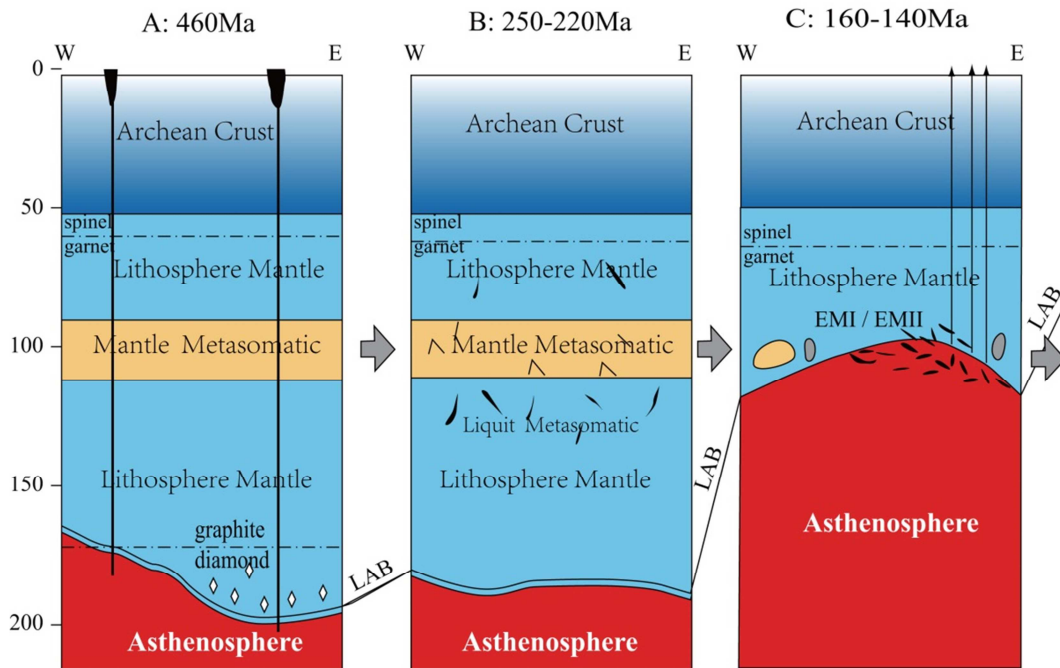 A: 460Ma
B: 250-220Ma
C: 160-140Ma
W E
W E
W E
0
50
100
150
200
Archean Crust
spinel
garnet
Lithosphere Mantle
Mantle Metasomatic
Lithosphere Mantle
graphite
diamond
Asthenosphere
LAB
Archean Crust
spinel
garnet
Lithosphere Mantle
Mantle Metasomatic
Liquit Metasomatic
Lithosphere Mantle
Asthenosphere
LAB
Archean Crust
spinel
garnet
Lithosphere Mantle
EMI / EMII
Asthenosphere
LAB